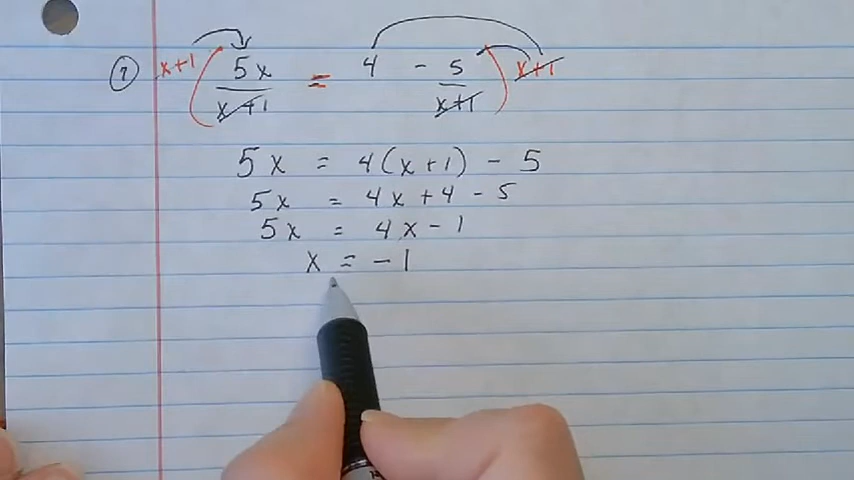 7 x+1 ( 5x/x+1 = 4 - 5/x+1 ) x+1
5x = 4(x+1) - 5
5x = 4x + 4 - 5
5x = 4x - 1
x = -1